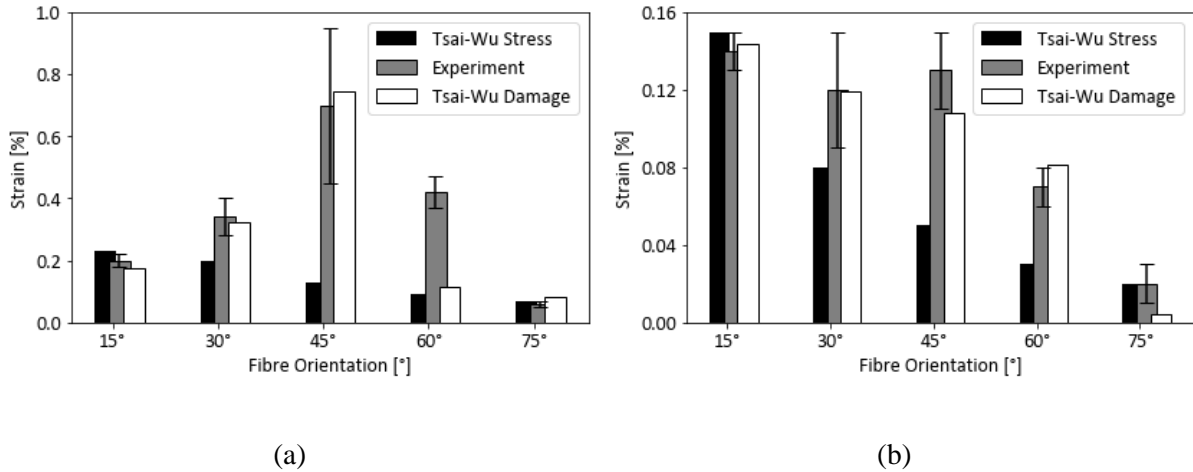 1.0
0.8
0.6
0.4
0.2
0.0
Strain [%]
Tsai-Wu Stress
Experiment
Tsai-Wu Damage
15° 30° 45° 60° 75°
Fibre Orientation [°]
(a)
0.16
0.12
0.08
0.04
0.00
Strain [%]
Tsai-Wu Stress
Experiment
Tsai-Wu Damage
15° 30° 45° 60° 75°
Fibre Orientation [°]
(b)